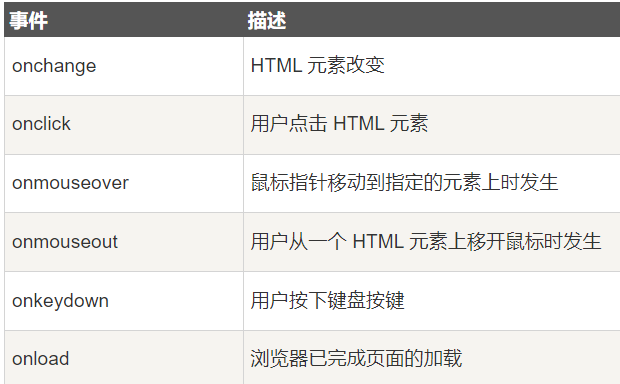 事件 描述
onchange HTML 元素改变
onclick 用户点击 HTML 元素
onmouseover 鼠标指针移动到指定的元素上时发生
onmouseout 用户从一个 HTML 元素上移开鼠标时发生
onkeydown 用户按下键盘按键
onload 浏览器已完成页面的加载